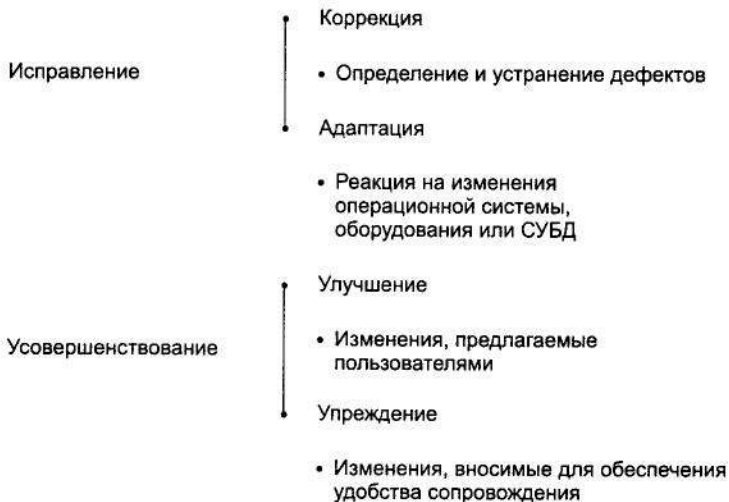 Коррекция
Исправление
• Определение и устранение дефектов
Адаптация
• Реакция на изменения
операционной системы,
оборудования или СУБД
Улучшение
Усовершенствование
• Изменения, предлагаемые
пользователями
Упреждение
• Изменения, вносимые для обеспечения
удобства сопровождения